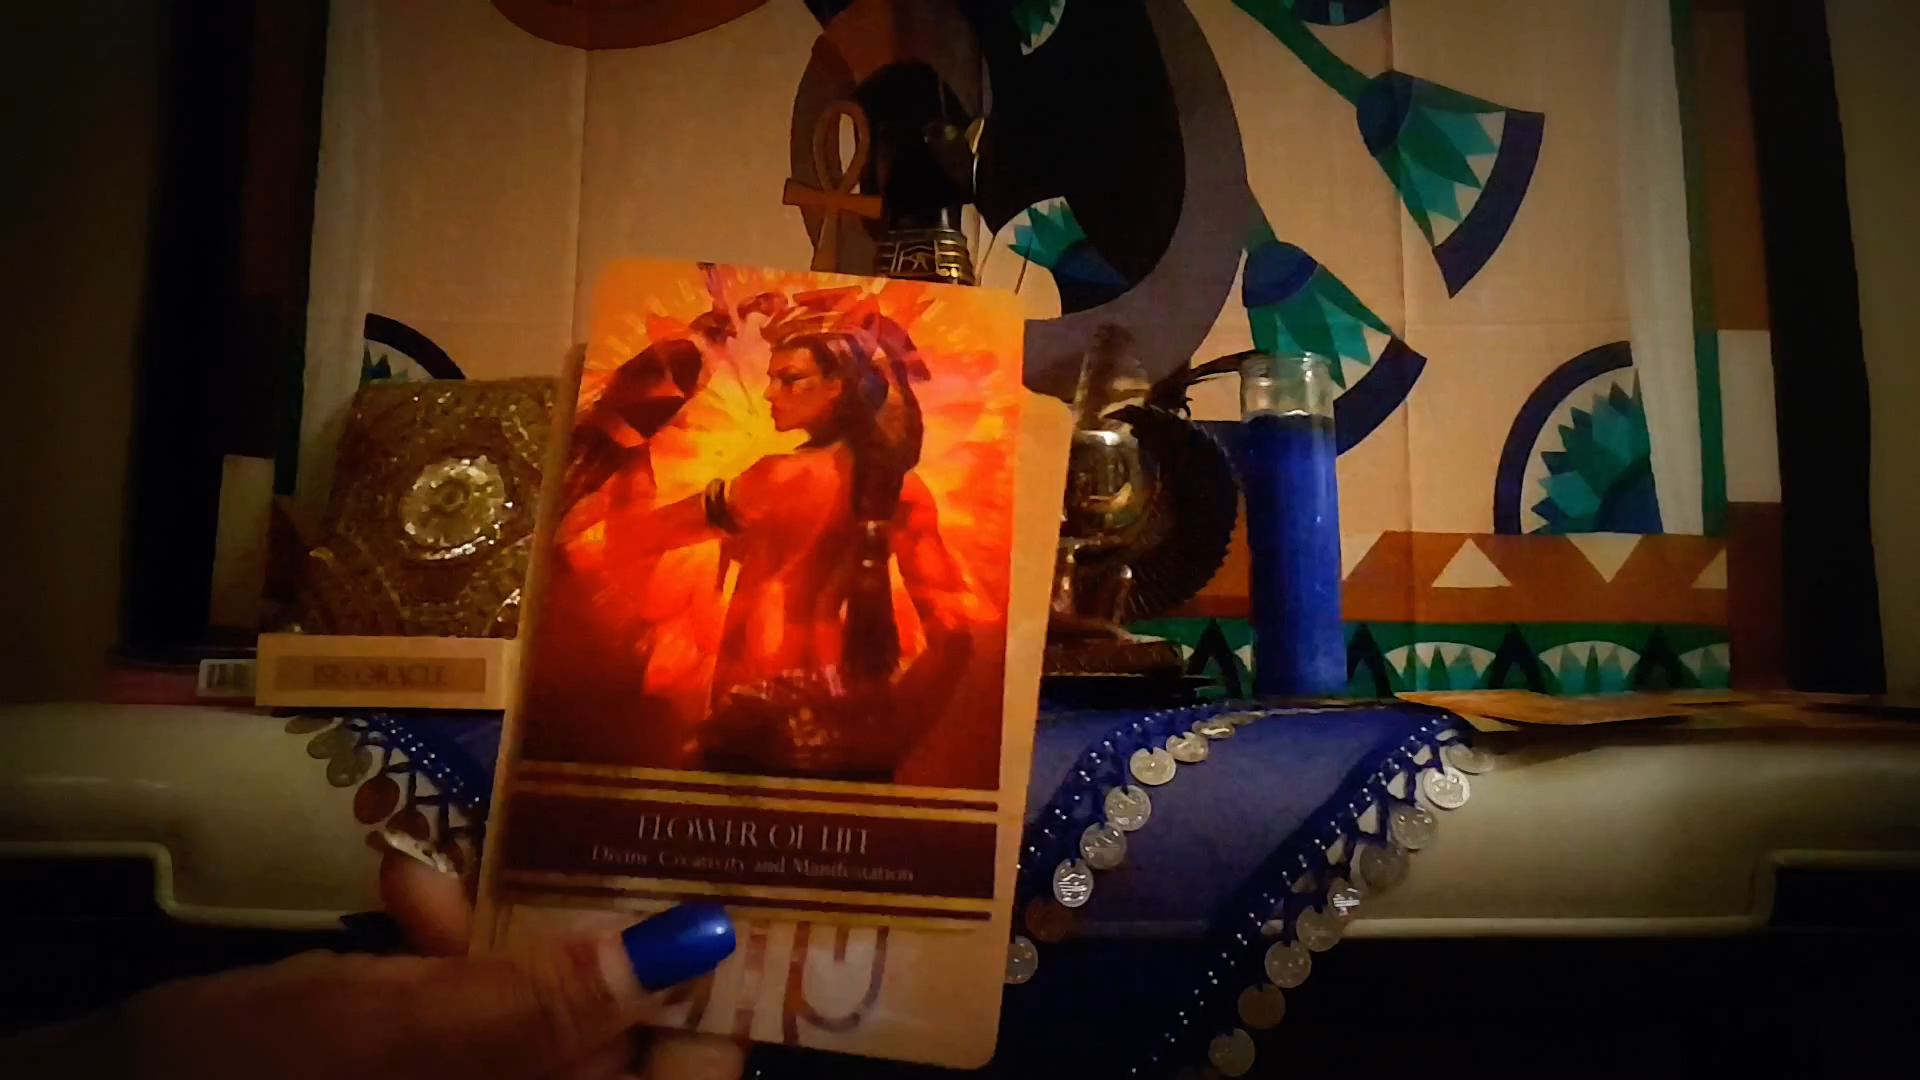 ISIS ORACLE
FLOWER OF LIFE
Divine Creativity and Manifestation